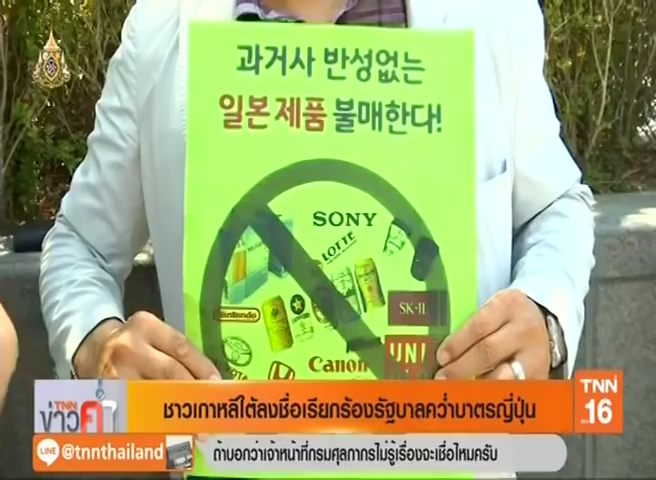 과거사 반성없는
일본 제품 불매한다!
SONY
LOTTE
Nintendo
SK-II
Canon
UNI
TNN
ข่าวค่ำ
ชาวเกาหลีใต้ลงชื่อเรียกร้องรัฐบาลคว่ำบาตรญี่ปุ่น
TNN
16
LINE
@tnnthailand
ถ้าบอกว่าเจ้าหน้าที่กรมศุลกากรไม่รู้เรื่องจะเชื่อไหมครับ